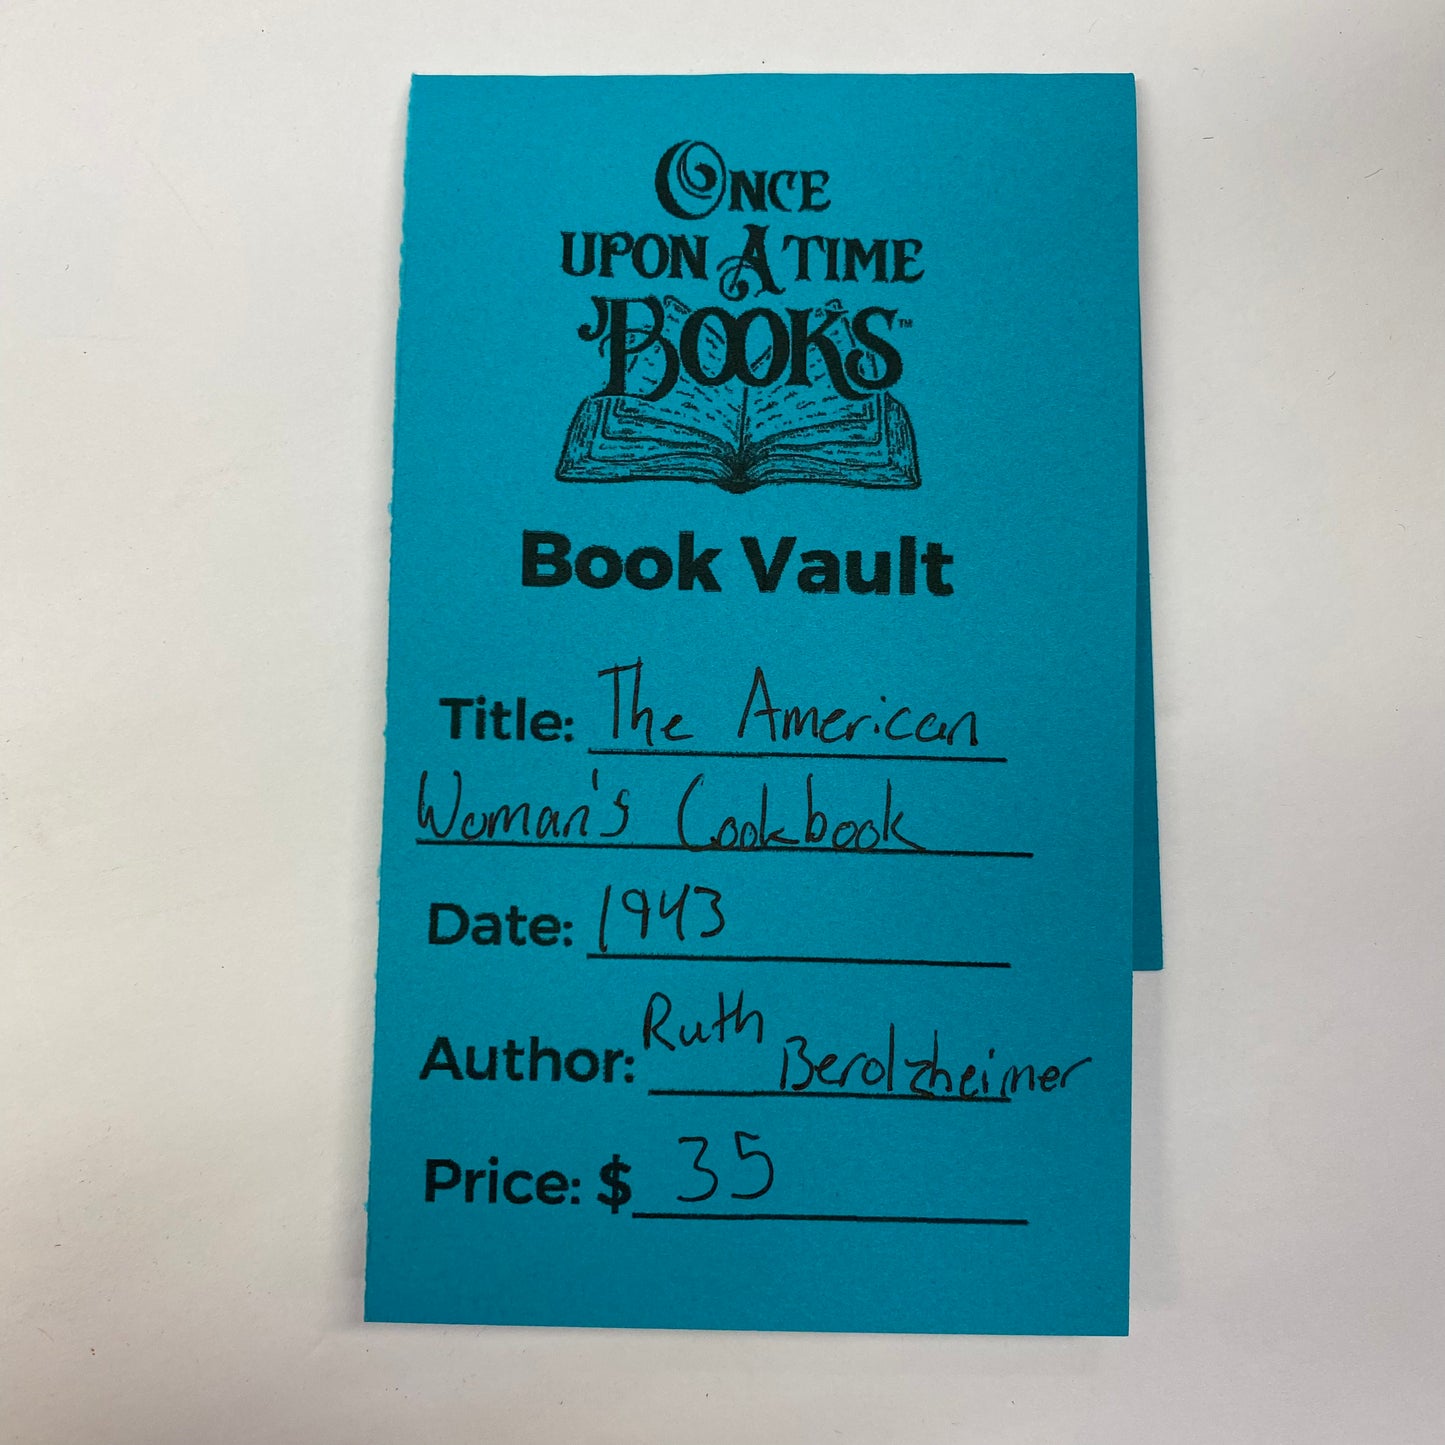 ONCE
UPON A TIME
BOOKS™
Book Vault
Title: The American
Woman's Cookbook
Date: 1943
Author: Ruth Berolzheimer
Price: $ 35